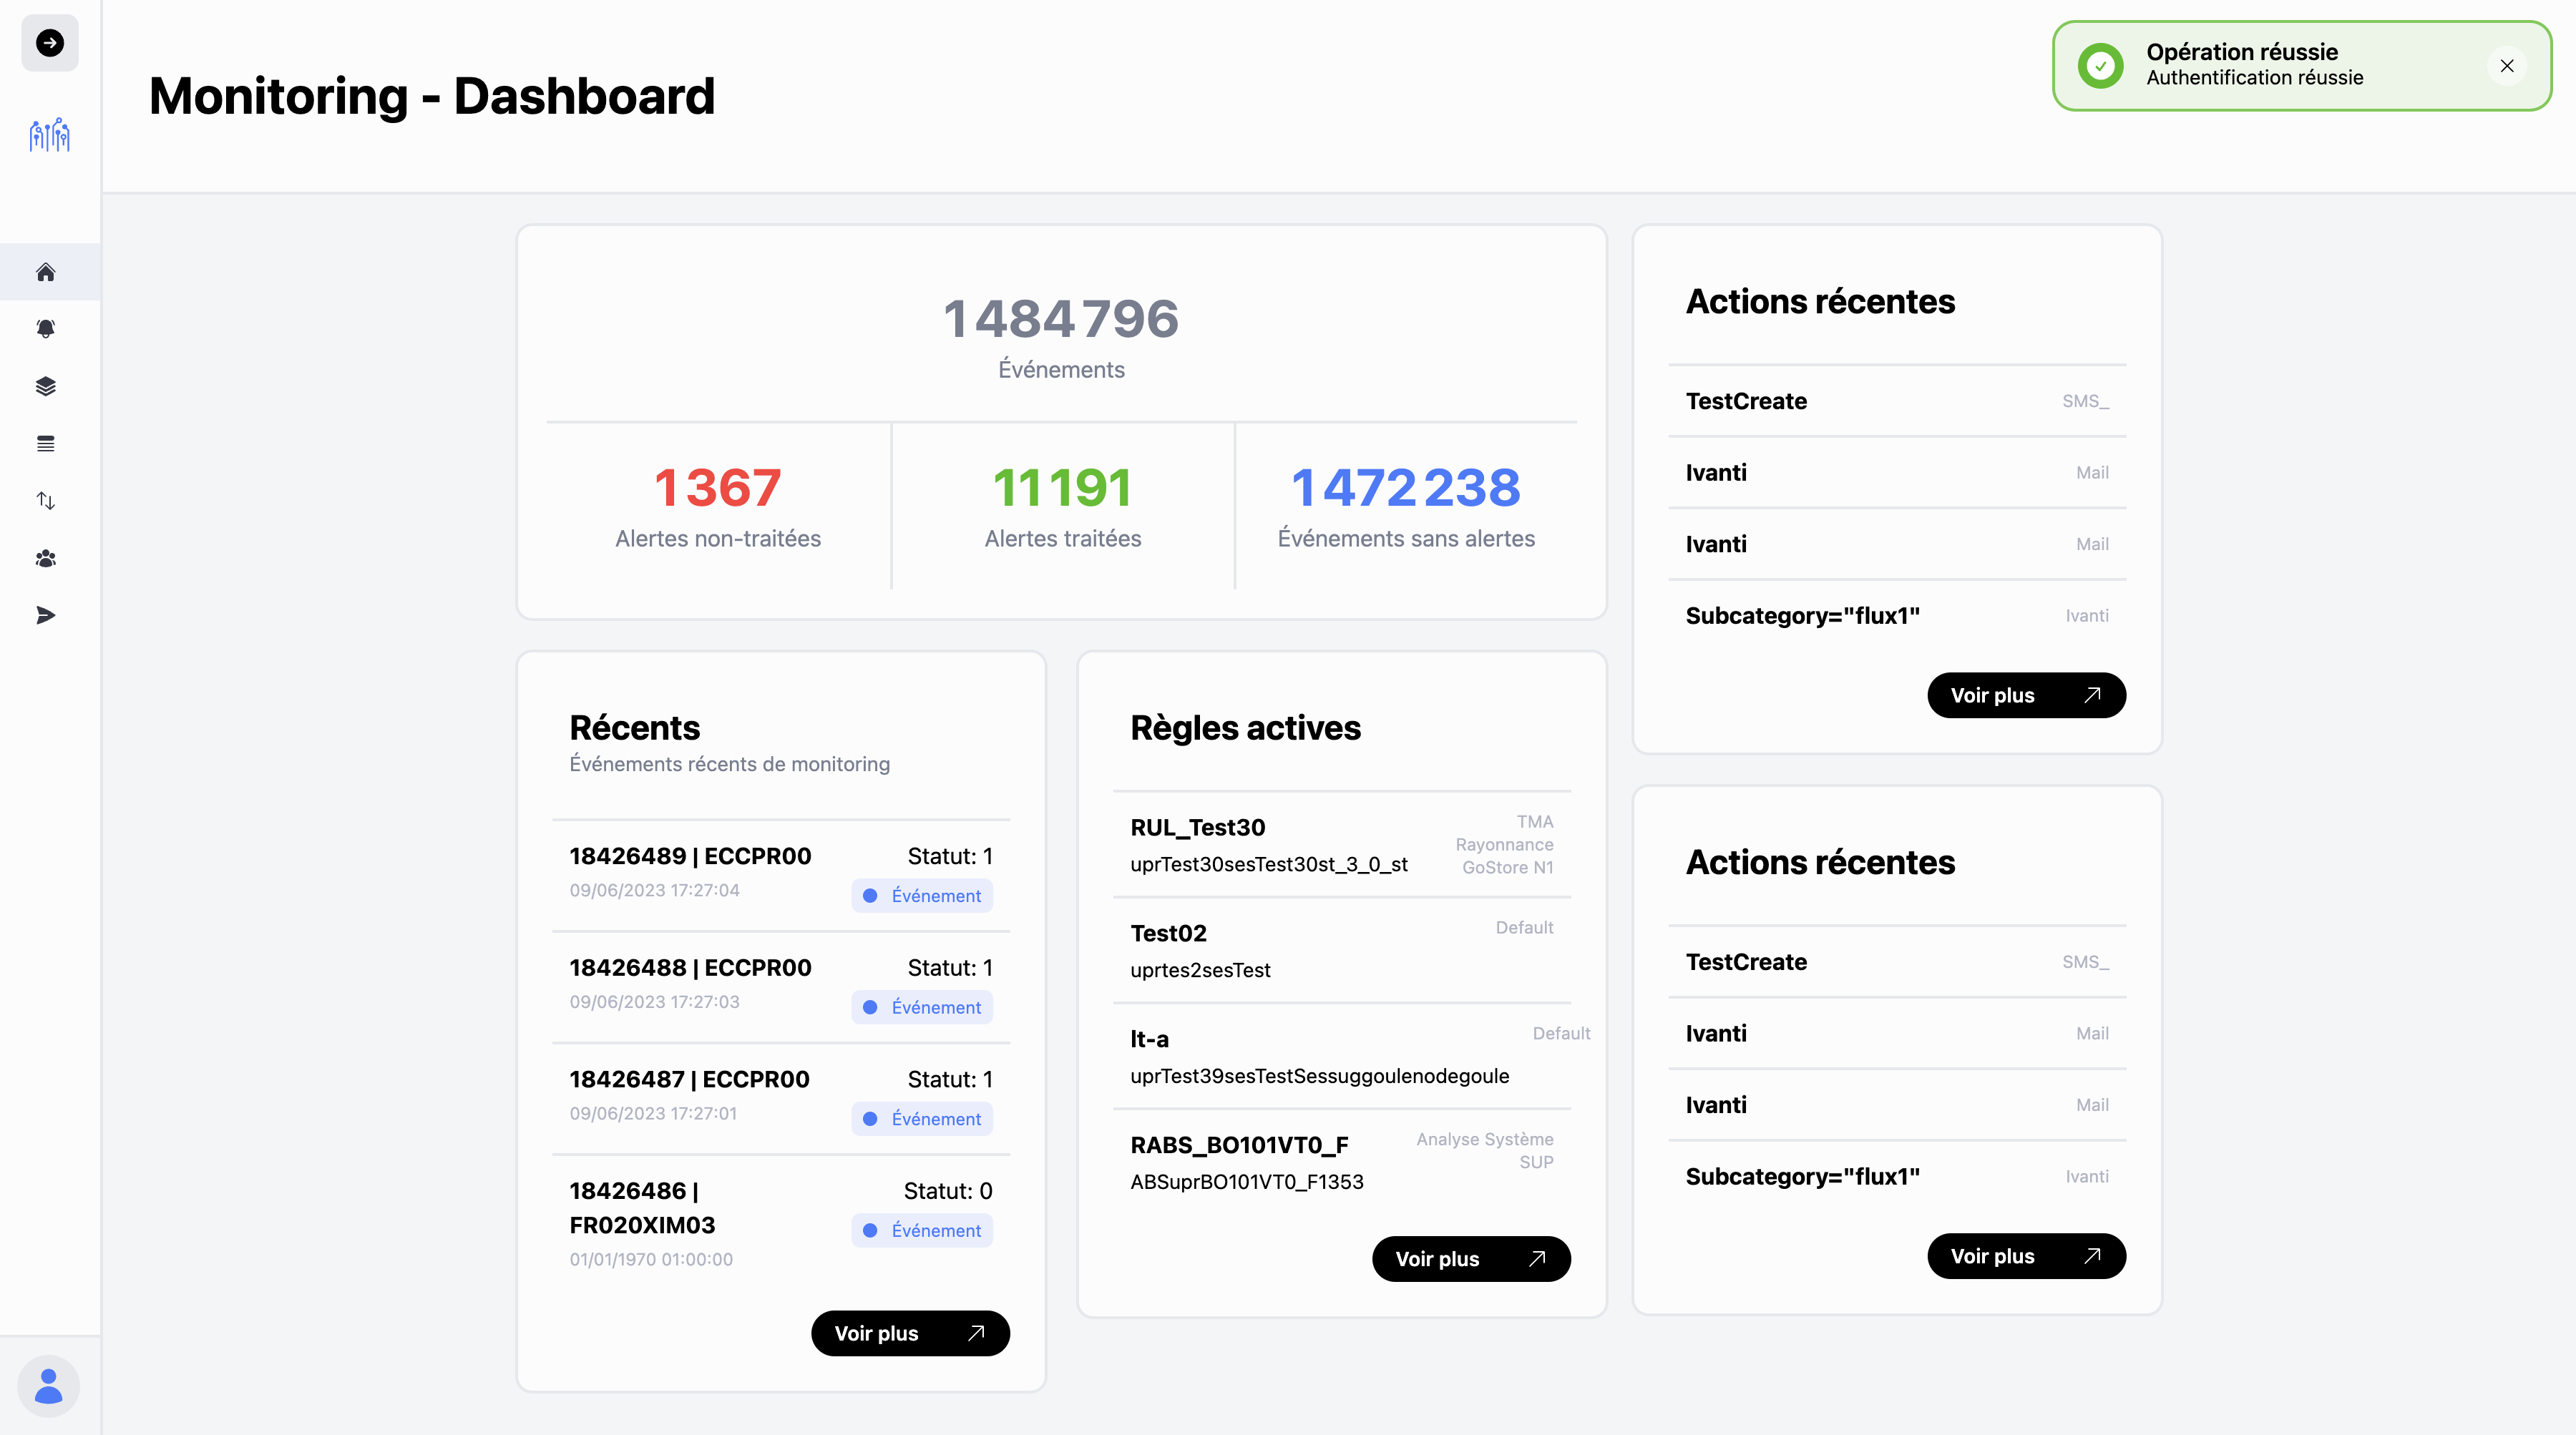 Monitoring - Dashboard
Opération réussie
Authentification réussie
1 484 796
Événements
1 367
Alertes non-traitées
11 191
Alertes traitées
1 472 238
Événements sans alertes
Récents
Événements récents de monitoring
18426489 | ECCPR00
Statut: 1
09/06/2023 17:27:04
Événement
18426488 | ECCPR00
Statut: 1
09/06/2023 17:27:03
Événement
18426487 | ECCPR00
Statut: 1
09/06/2023 17:27:01
Événement
18426486 |
FR020XIM03
Statut: 0
01/01/1970 01:00:00
Événement
Voir plus
Règles actives
RUL_Test30
uprTest30sesTest30st_3_0_st
TMA
Rayonnance
GoStore N1
Test02
uprtes2sesTest
Default
lt-a
uprTest39sesTestSessuggoulenodegoule
Default
RABS_BO101VT0_F
ABSuprBO101VT0_F1353
Analyse Système
SUP
Voir plus
Actions récentes
TestCreate SMS_
Ivanti Mail
Ivanti Mail
Subcategory="flux1" Ivanti
Voir plus
Actions récentes
TestCreate SMS_
Ivanti Mail
Ivanti Mail
Subcategory="flux1" Ivanti
Voir plus